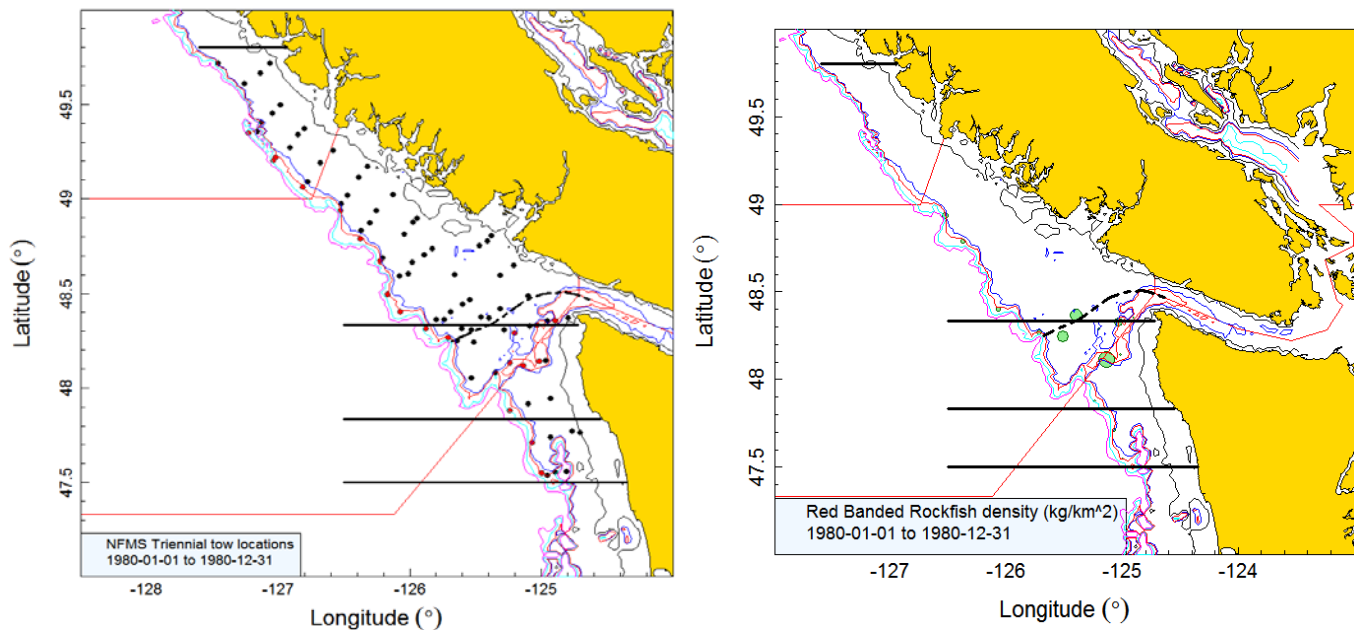 Latitude (°)
49.5
49
48.5
48
47.5
NFMS Triennial tow locations
1980-01-01 to 1980-12-31
-128
-127
-126
-125
Longitude (°)
Latitude (°)
49.5
49
48.5
48
47.5
Red Banded Rockfish density (kg/km^2)
1980-01-01 to 1980-12-31
-127
-126
-125
-124
Longitude (°)